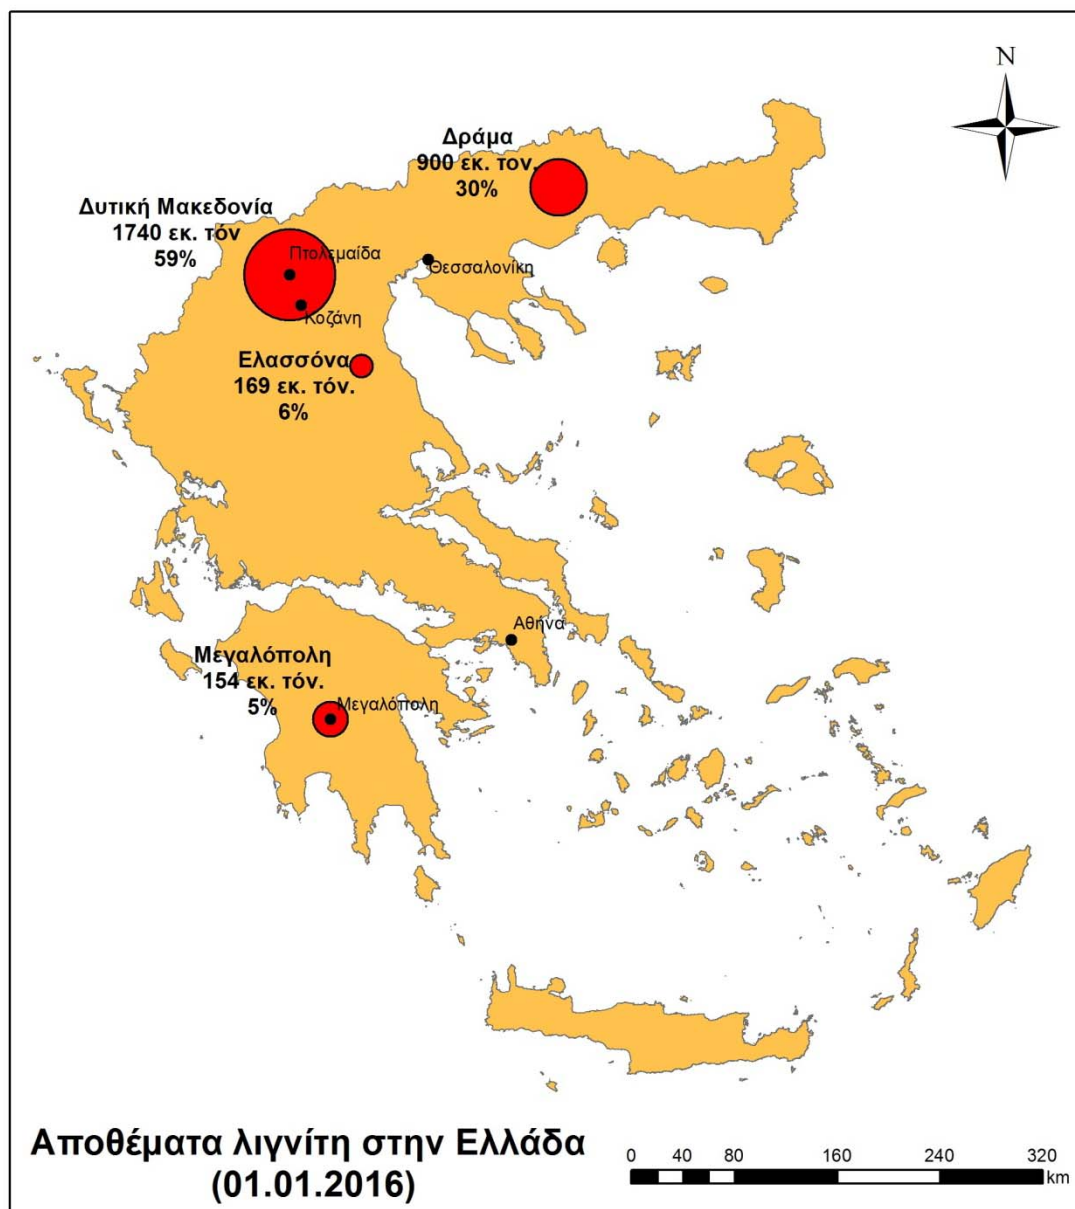 N
Δράμα
900 εκ. τον.
30%
Δυτική Μακεδονία
1740 εκ. τόν
59%
Πτολεμαίδα
Θεσσαλονίκη
Κοζάνη
Ελασσόνα
169 εκ. τόν.
6%
Αθήνα
Μεγαλόπολη
154 εκ. τόν.
5%
Μεγαλόπολη
Αποθέματα λιγνίτη στην Ελλάδα
(01.01.2016)
0 40 80 160 240 320
km